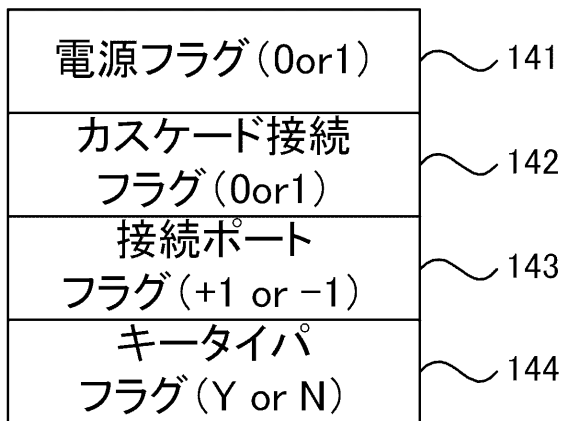 電源フラグ(0or1)
141
カスケード接続
フラグ(0or1)
142
接続ポート
フラグ(+1 or -1)
143
キータイパ
フラグ(Y or N)
144